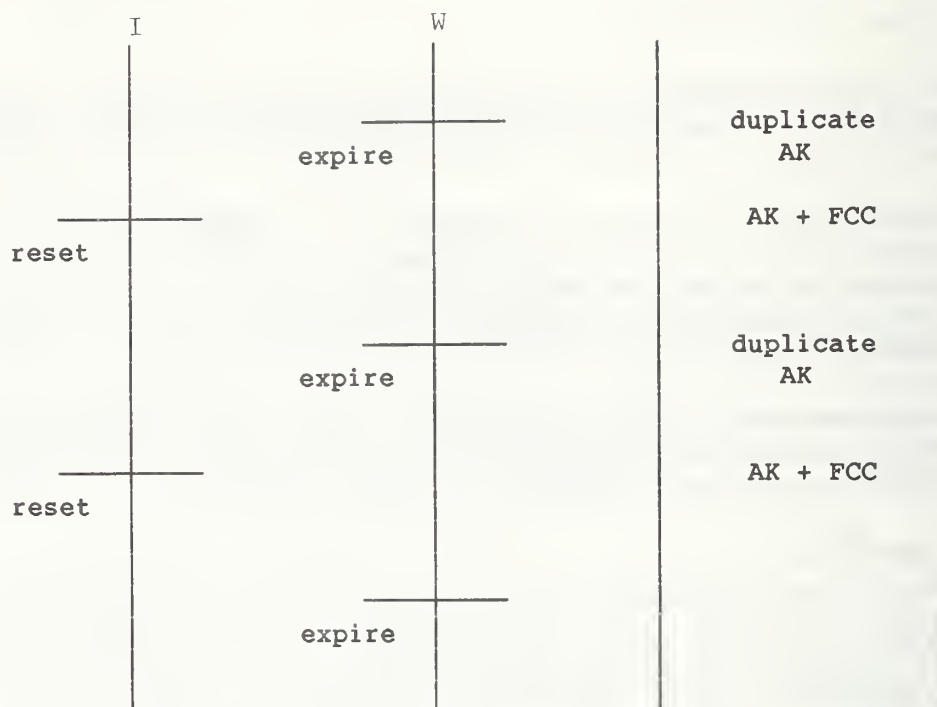 I W
duplicate
AK
expire
AK + FCC
reset
duplicate
AK
expire
AK + FCC
reset
expire